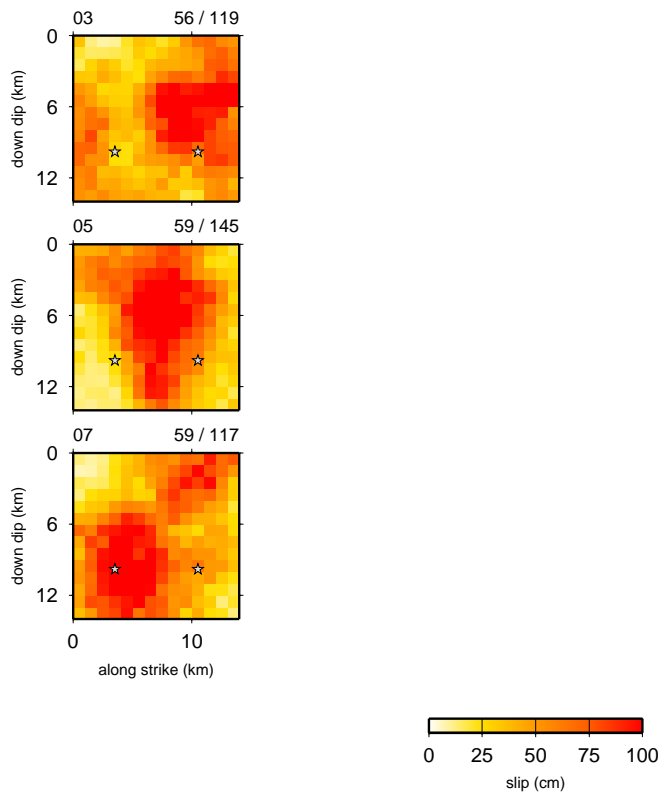 03 56 / 119
0
6
12
down dip (km)
05 59 / 145
0
6
12
down dip (km)
07 59 / 117
0
6
12
down dip (km)
0 10
along strike (km)
0 25 50 75 100
slip (cm)